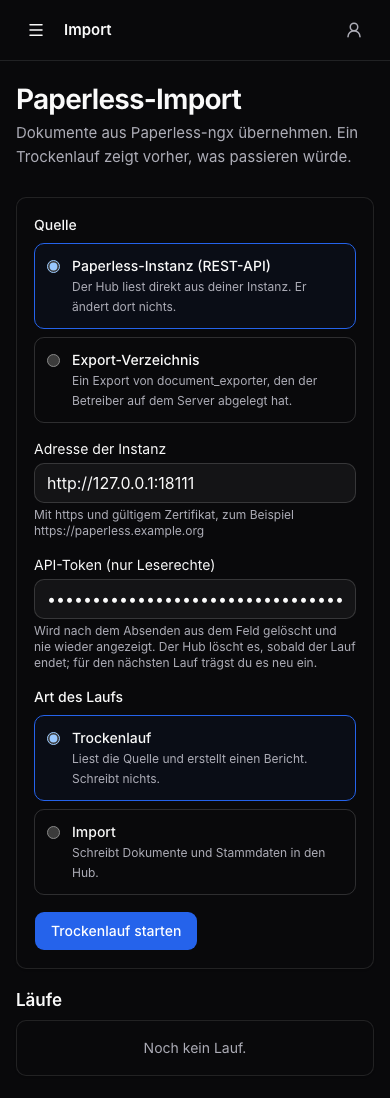 Import
Paperless-Import
Dokumente aus Paperless-ngx übernehmen. Ein
Trockenlauf zeigt vorher, was passieren würde.
Quelle
Paperless-Instanz (REST-API)
Der Hub liest direkt aus deiner Instanz. Er
ändert dort nichts.
Export-Verzeichnis
Ein Export von document_exporter, den der
Betreiber auf dem Server abgelegt hat.
Adresse der Instanz
http://127.0.0.1:18111
Mit https und gültigem Zertifikat, zum Beispiel
https://paperless.example.org
API-Token (nur Leserechte)
Wird nach dem Absenden aus dem Feld gelöscht und
nie wieder angezeigt. Der Hub löscht es, sobald der Lauf
endet; für den nächsten Lauf trägst du es neu ein.
Art des Laufs
Trockenlauf
Liest die Quelle und erstellt einen Bericht.
Schreibt nichts.
Import
Schreibt Dokumente und Stammdaten in den
Hub.
Trockenlauf starten
Läufe
Noch kein Lauf.